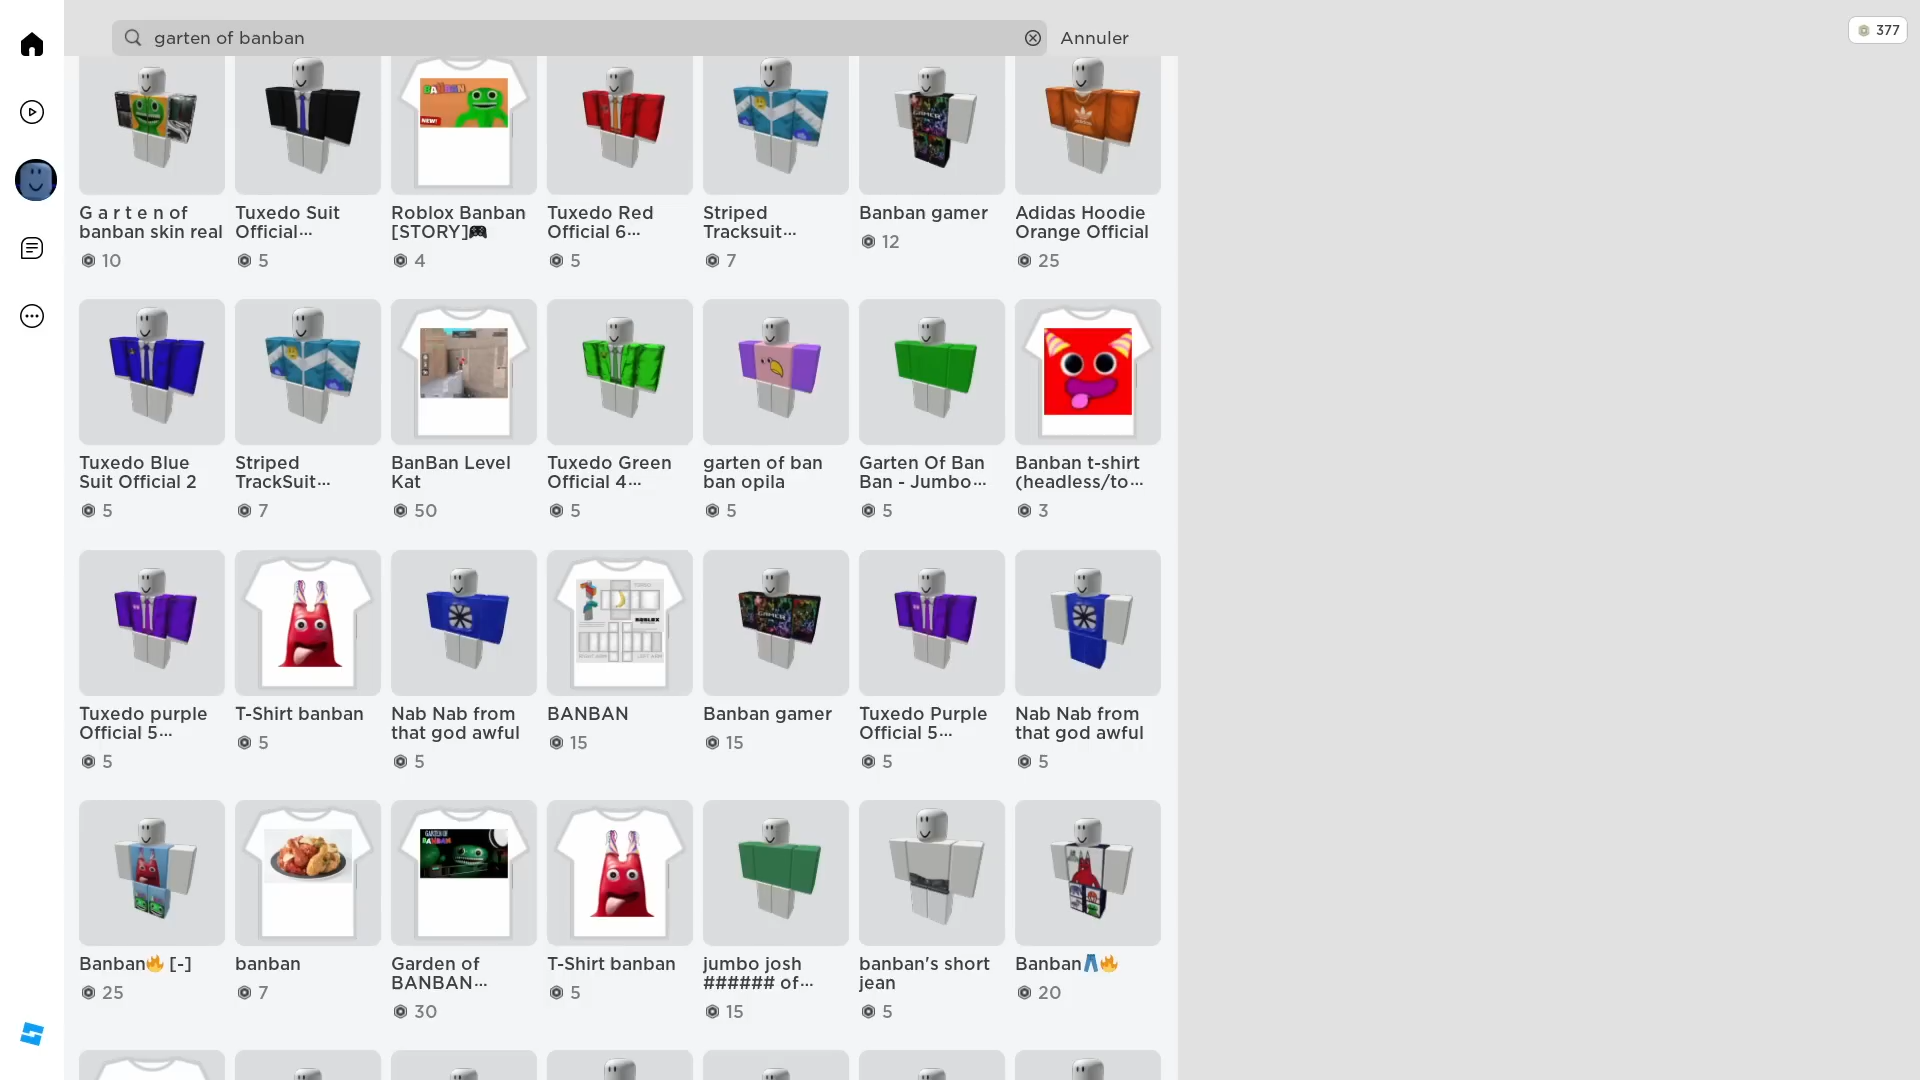 garten of banban
Annuler
377
G a r t e n of
banban skin real
10
Tuxedo Suit
Official...
5
Roblox Banban
[STORY]🎮
4
Tuxedo Red
Official 6...
5
Striped
Tracksuit...
7
Banban gamer
12
Adidas Hoodie
Orange Official
25
Tuxedo Blue
Suit Official 2
5
Striped
TrackSuit...
7
BanBan Level
Kat
50
Tuxedo Green
Official 4...
5
garten of ban
ban opila
5
Garten Of Ban
Ban - Jumbo...
5
Banban t-shirt
(headless/to...
3
Tuxedo purple
Official 5...
5
T-Shirt banban
5
Nab Nab from
that god awful
5
BANBAN
15
Banban gamer
15
Tuxedo Purple
Official 5...
5
Nab Nab from
that god awful
5
Banban🔥 [-]
25
banban
7
Garden of
BANBAN...
30
T-Shirt banban
5
jumbo josh
###### of...
15
banban's short
jean
5
Banban👖🔥
20